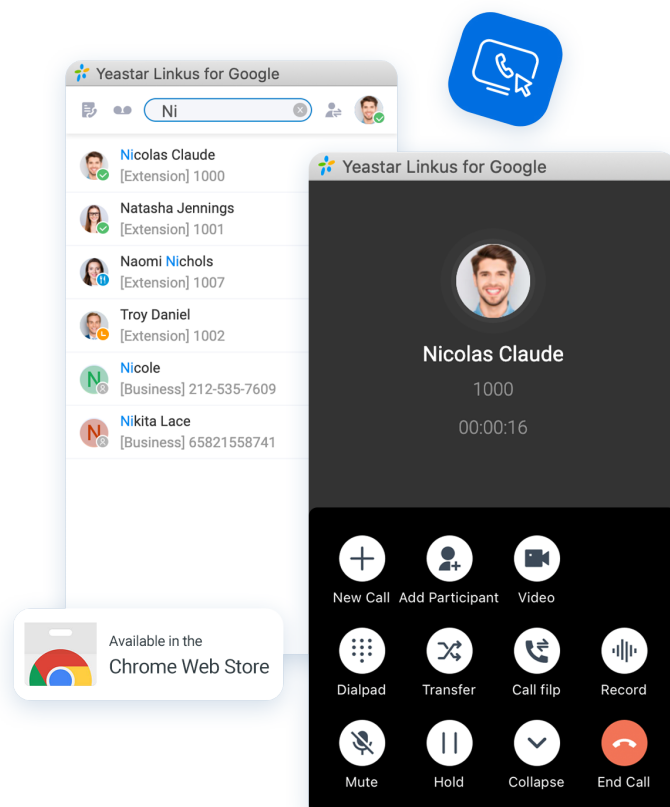 Yeastar Linkus for Google
Ni
Nicolas Claude
[Extension] 1000
Natasha Jennings
[Extension] 1001
Naomi Nichols
[Extension] 1007
Troy Daniel
[Extension] 1002
N
Nicole
[Business] 212-535-7609
N
Nikita Lace
[Business] 65821558741
Available in the
Chrome Web Store
Yeastar Linkus for Google
Nicolas Claude
1000
00:00:16
New Call Add Participant Video
Dialpad Transfer Call filp Record
Mute Hold Collapse End Call